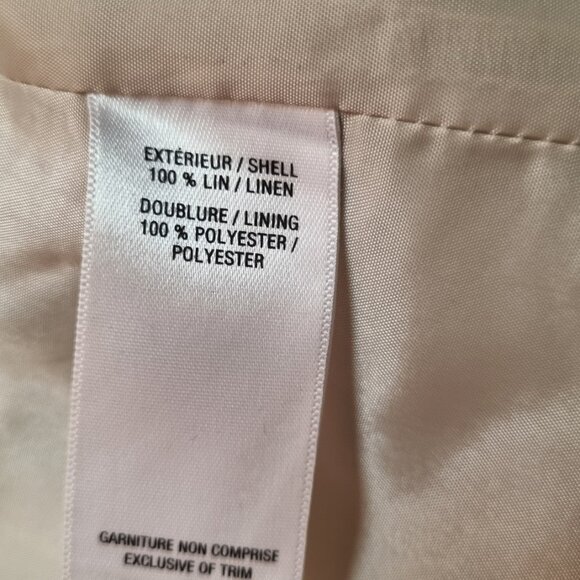 EXTÉRIEUR / SHELL
100 % LIN / LINEN
DOUBLURE / LINING
100 % POLYESTER /
POLYESTER
GARNITURE NON COMPRISE
EXCLUSIVE OF TRIM